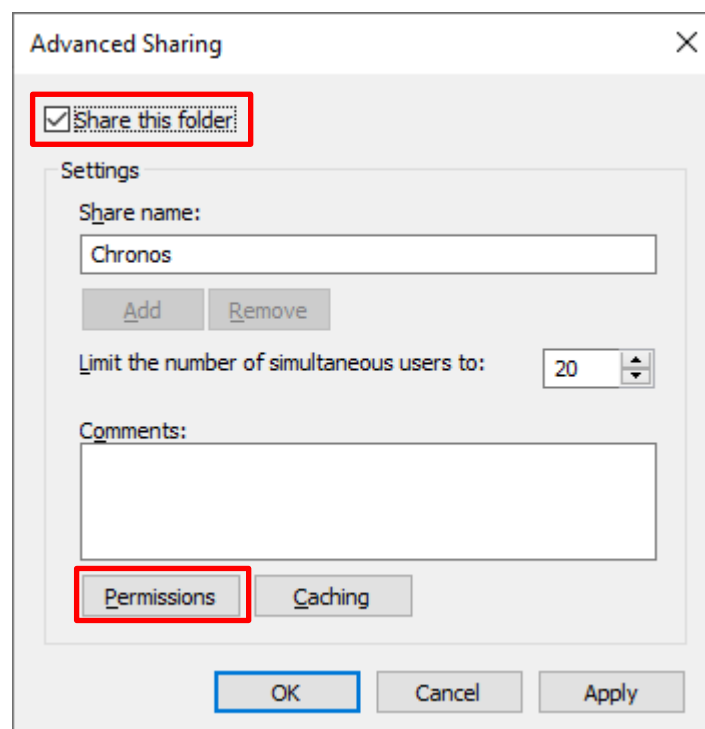 Advanced Sharing
Share this folder
Settings
Share name:
Chronos
Add Remove
Limit the number of simultaneous users to: 20
Comments:
Permissions Caching
OK Cancel Apply